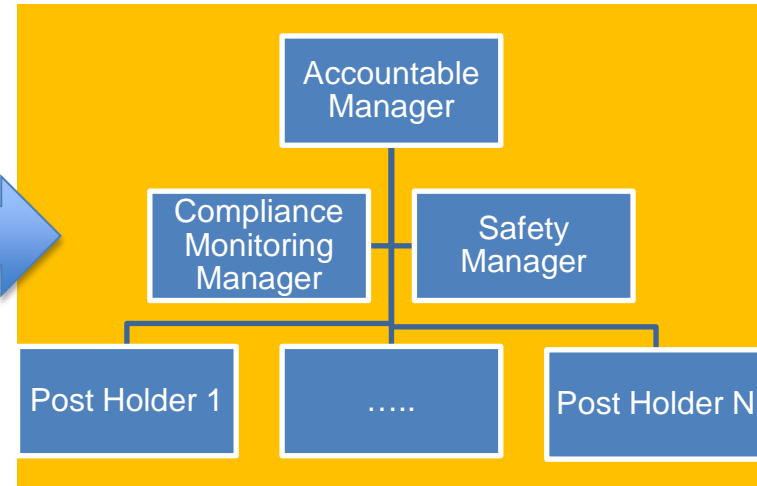 Accountable
Manager
Compliance
Monitoring
Manager
Safety
Manager
Post Holder 1
…..
Post Holder N